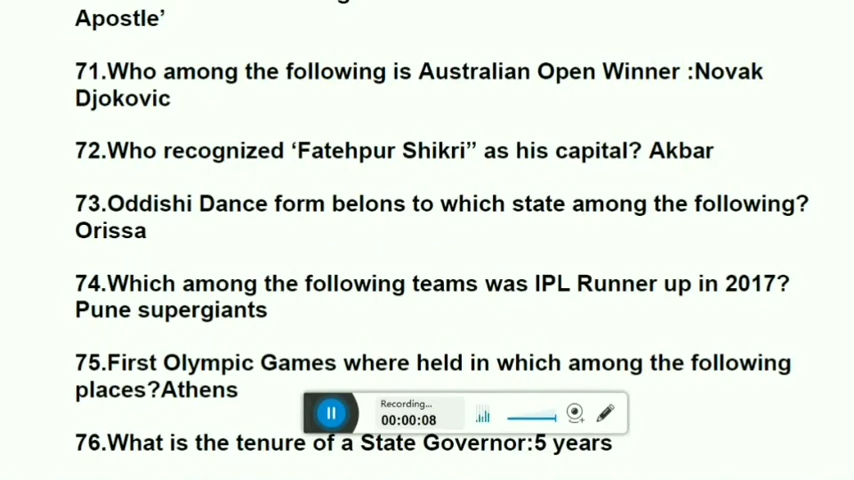 Apostle’
71.Who among the following is Australian Open Winner :Novak
Djokovic
72.Who recognized ‘Fatehpur Shikri” as his capital? Akbar
73.Oddishi Dance form belons to which state among the following?
Orissa
74.Which among the following teams was IPL Runner up in 2017?
Pune supergiants
75.First Olympic Games where held in which among the following
places?Athens
Recording...
00:00:08
76.What is the tenure of a State Governor:5 years